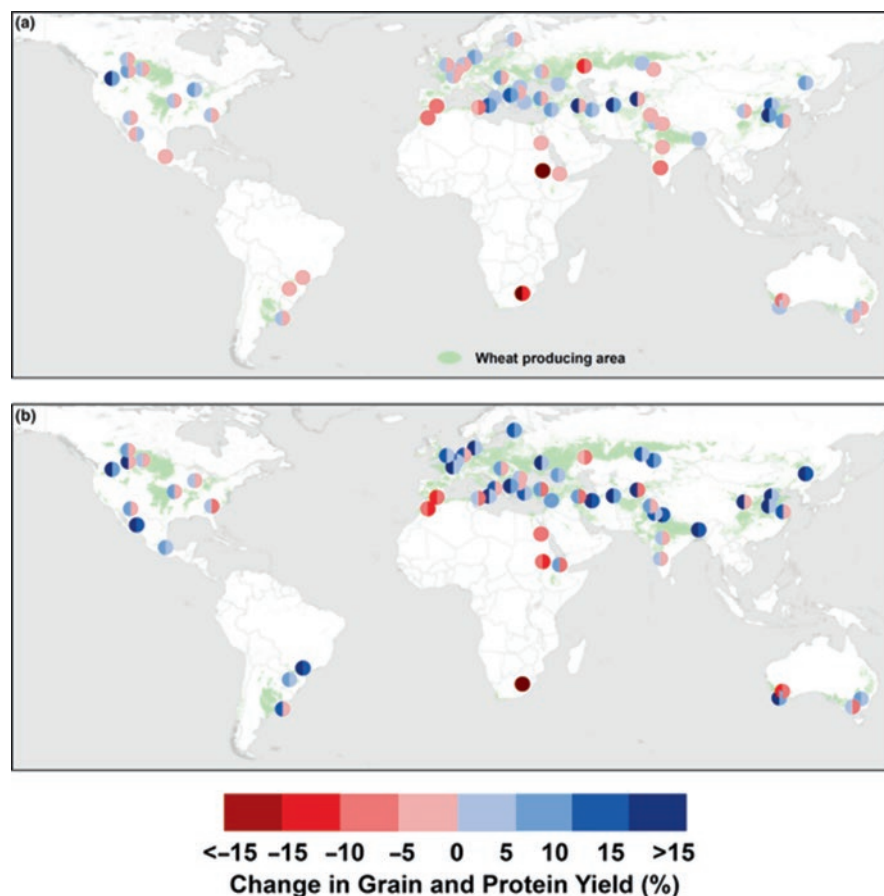 (a)
Wheat producing area
(b)
<−15 −15 −10 −5 0 5 10 15 >15
Change in Grain and Protein Yield (%)